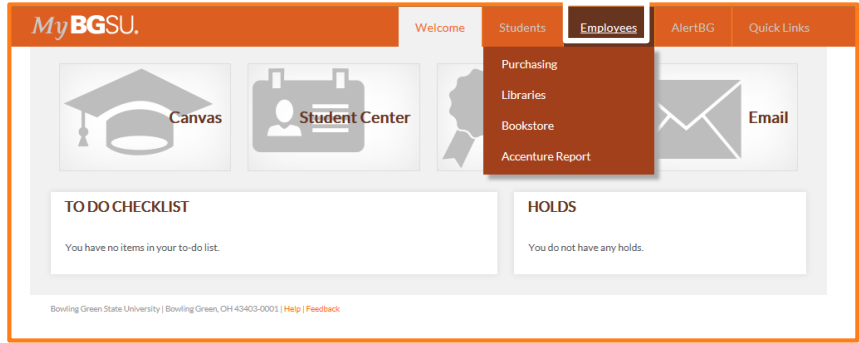 My BGSU.
Welcome Students Employees AlertBG Quick Links
Purchasing
Libraries
Bookstore
Accenture Report
Canvas Student Center Email
TO DO CHECKLIST
You have no items in your to-do list.
HOLDS
You do not have any holds.
Bowling Green State University | Bowling Green, OH 43403-0001 | Help | Feedback